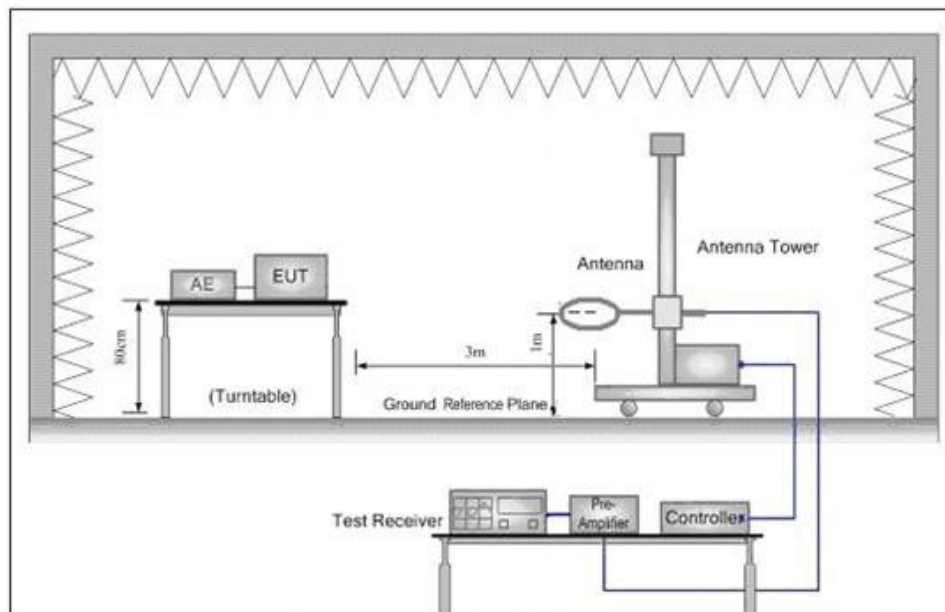 Antenna Tower
Antenna
AE
EUT
80cm
(Turntable)
3m
1m
Ground Reference Plane
Test Receiver
Pre-
Amplifier
Controller